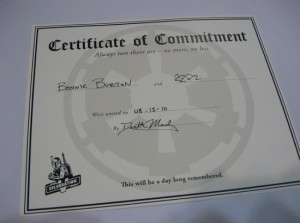 Certificate of Commitment
Always two there are – no more, no less
BONNIE BURTON and R2D2
Were united on 08-15-10
By Darth Maul
This will be a day long remembered.
CELEBRATION